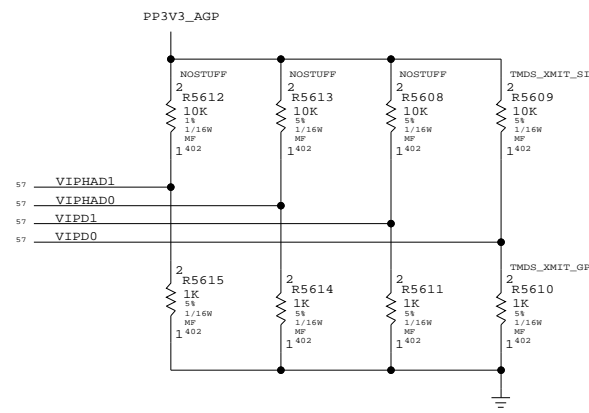 PP3V3_AGP
NOSTUFF
2
R5612
10K
1%
1/16W
MF
402
1
NOSTUFF
2
R5613
10K
5%
1/16W
MF
402
1
NOSTUFF
2
R5608
10K
5%
1/16W
MF
402
1
TMDS_XMIT_SI
2
R5609
10K
5%
1/16W
MF
402
1
57 VIPHAD1
57 VIPHAD0
57 VIPD1
57 VIPD0
2
R5615
1K
5%
1/16W
MF
402
1
2
R5614
1K
5%
1/16W
MF
402
1
2
R5611
1K
5%
1/16W
MF
402
1
TMDS_XMIT_GP
2
R5610
1K
5%
1/16W
MF
402
1